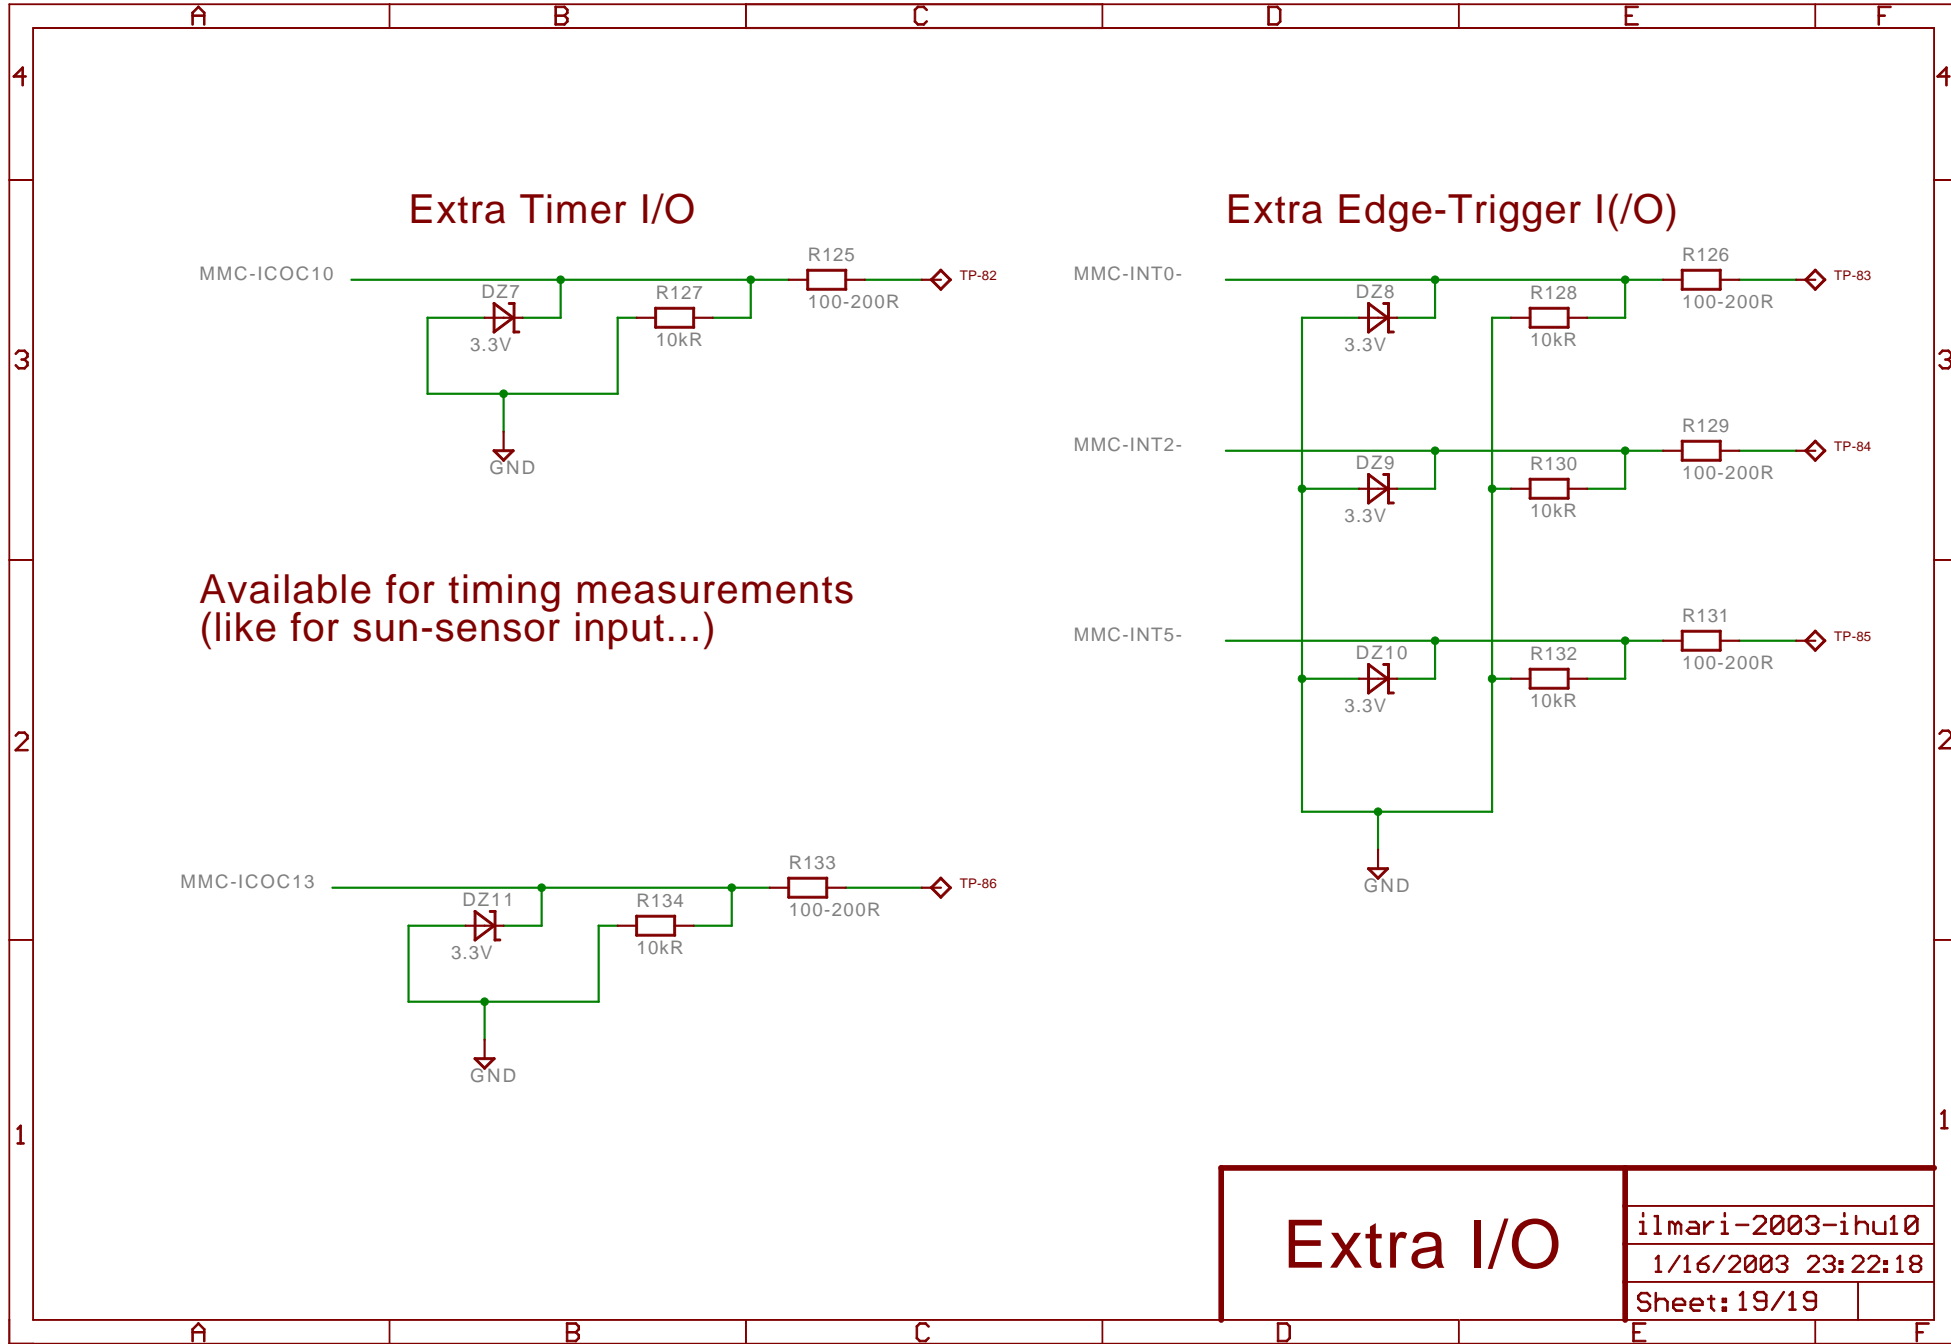 A B C D E F
4 4
Extra Timer I/O
Extra Edge-Trigger I(/O)
MMC-ICOC10
DZ7
3.3V
R127
10kR
R125
100-200R
TP-82
GND
MMC-INT0-
DZ8
3.3V
R128
10kR
R126
100-200R
TP-83
3 3
MMC-INT2-
DZ9
3.3V
R130
10kR
R129
100-200R
TP-84
Available for timing measurements
(like for sun-sensor input...)
MMC-INT5-
DZ10
3.3V
R132
10kR
R131
100-200R
TP-85
GND
2 2
MMC-ICOC13
DZ11
3.3V
R134
10kR
R133
100-200R
TP-86
GND
1 1
Extra I/O
ilmari-2003-ihu10
1/16/2003 23:22:18
Sheet: 19/19
A B C D E F